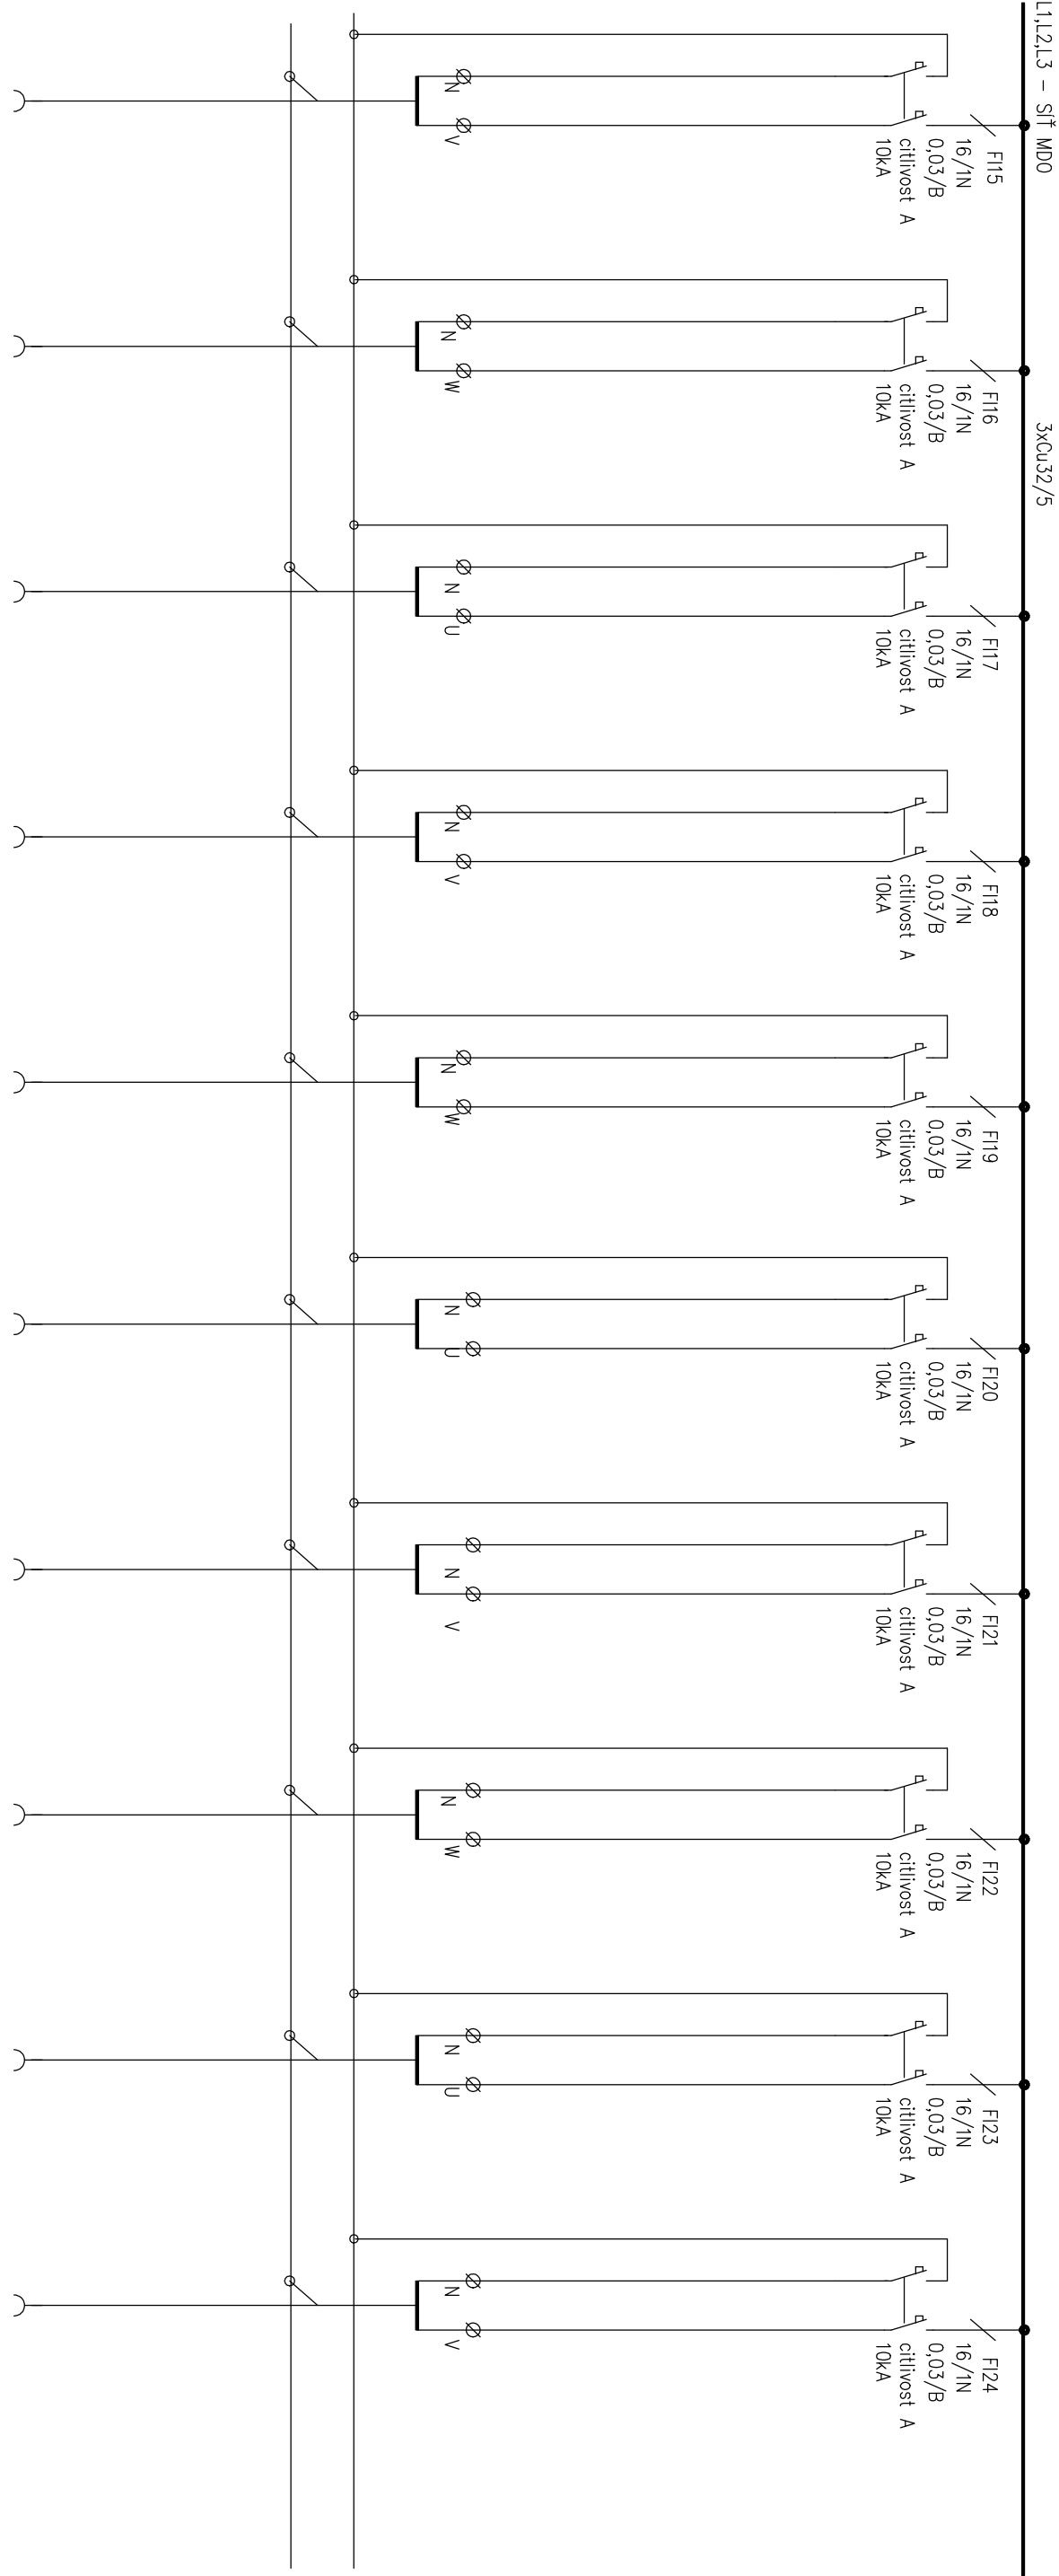 L1,L2,L3 – SÍŤ MDO
3xCu32/5
FI15
16/1N
0,03/B
citlivost A
10kA
N
V
FI16
16/1N
0,03/B
citlivost A
10kA
N
W
FI17
16/1N
0,03/B
citlivost A
10kA
N
U
FI18
16/1N
0,03/B
citlivost A
10kA
N
V
FI19
16/1N
0,03/B
citlivost A
10kA
N
W
FI20
16/1N
0,03/B
citlivost A
10kA
N
U
FI21
16/1N
0,03/B
citlivost A
10kA
N
V
FI22
16/1N
0,03/B
citlivost A
10kA
N
W
FI23
16/1N
0,03/B
citlivost A
10kA
N
U
FI24
16/1N
0,03/B
citlivost A
10kA
N
V